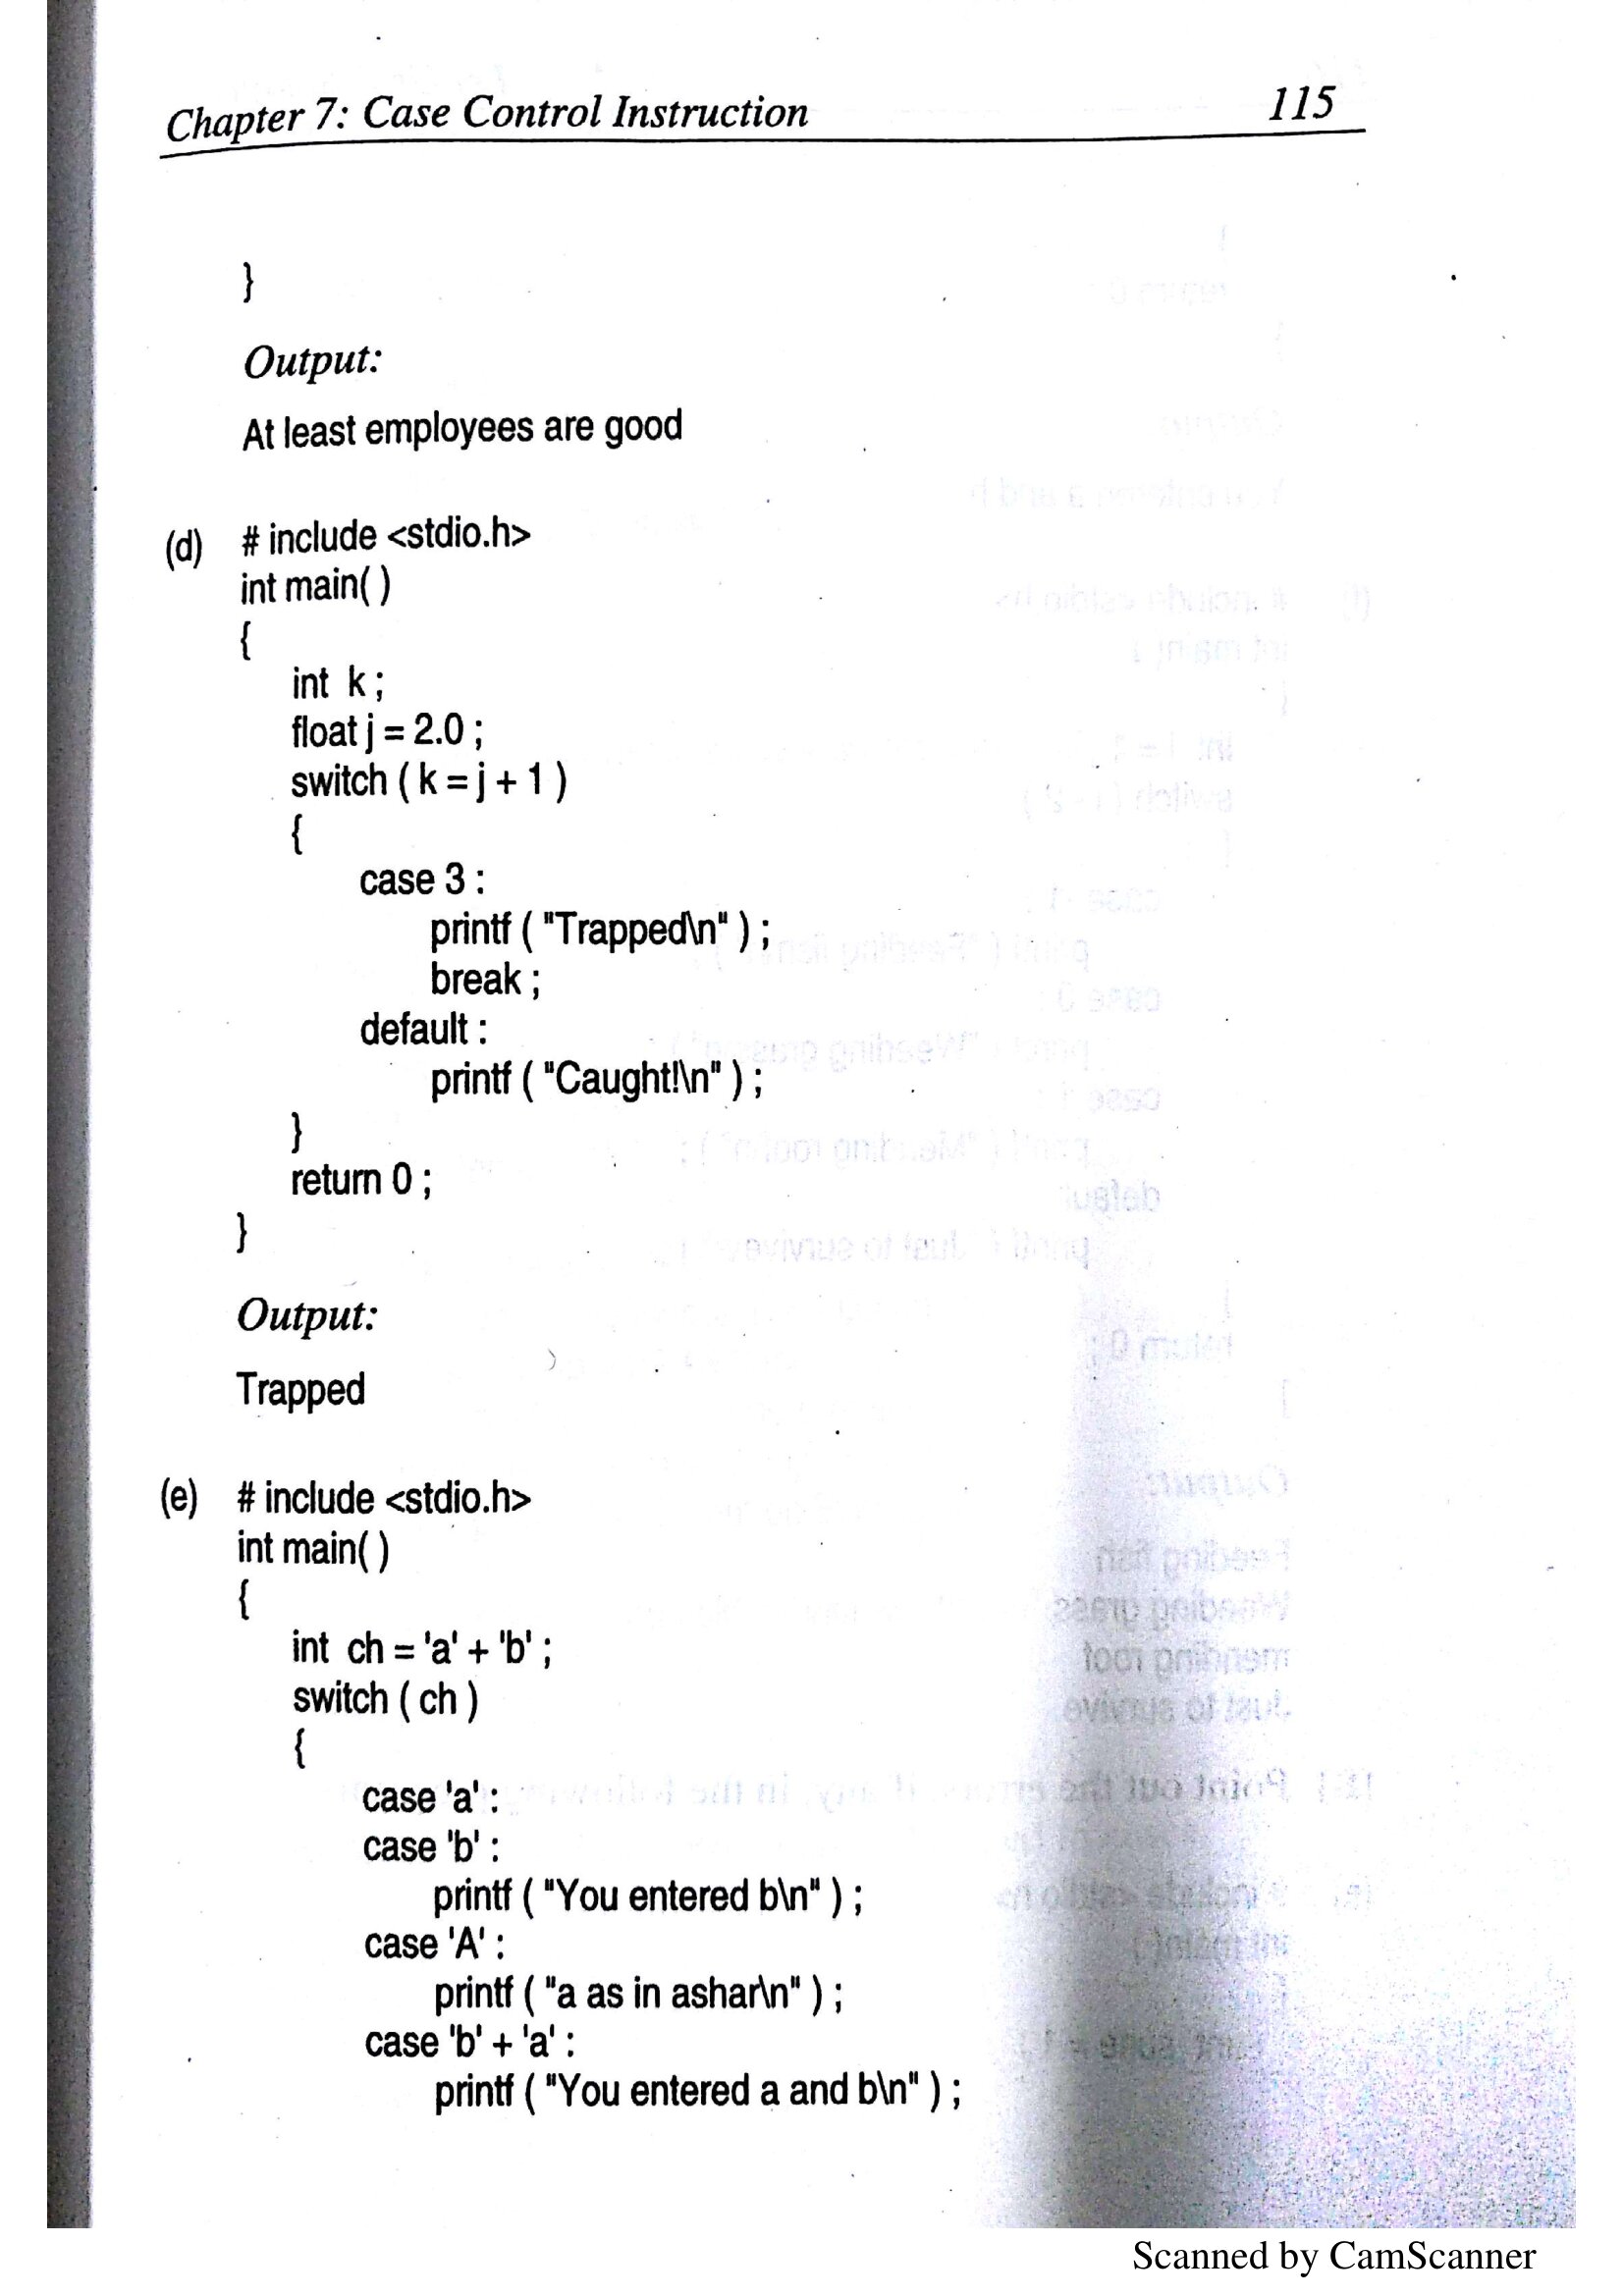 Chapter 7: Case Control Instruction 115
}
Output:
At least employees are good
(d) # include <stdio.h>
int main( )
{
int k ;
float j = 2.0 ;
switch ( k = j + 1 )
{
case 3 :
printf ( "Trapped\n" ) ;
break ;
default :
printf ( "Caught!\n" ) ;
}
return 0 ;
}
Output:
Trapped
(e) # include <stdio.h>
int main( )
{
int ch = 'a' + 'b' ;
switch ( ch )
{
case 'a' :
case 'b' :
printf ( "You entered b\n" ) ;
case 'A' :
printf ( "a as in ashar\n" ) ;
case 'b' + 'a' :
printf ( "You entered a and b\n" ) ;
Scanned by CamScanner